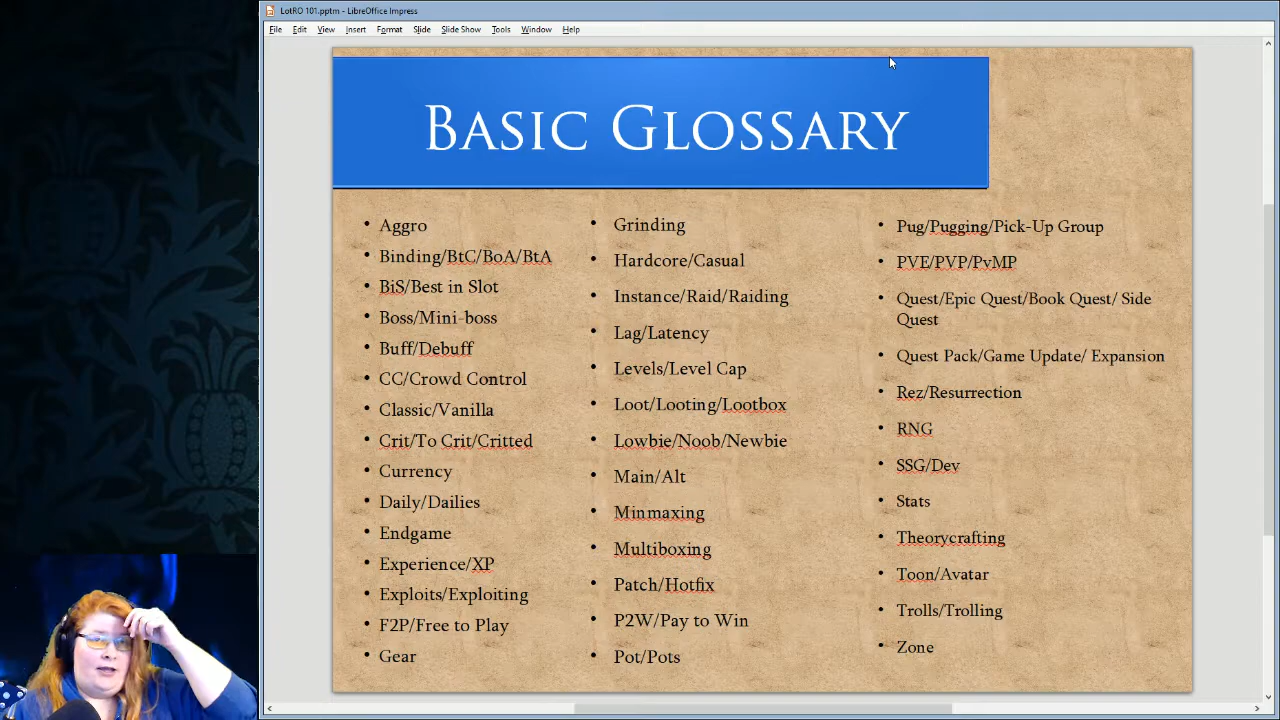 LotRO 101.pptm - LibreOffice Impress
File Edit View Insert Format Slide Slide Show Tools Window Help
Basic Glossary
• Aggro
• Binding/BtC/BoA/BtA
• BiS/Best in Slot
• Boss/Mini-boss
• Buff/Debuff
• CC/Crowd Control
• Classic/Vanilla
• Crit/To Crit/Critted
• Currency
• Daily/Dailies
• Endgame
• Experience/XP
• Exploits/Exploiting
• F2P/Free to Play
• Gear
• Grinding
• Hardcore/Casual
• Instance/Raid/Raiding
• Lag/Latency
• Levels/Level Cap
• Loot/Looting/Lootbox
• Lowbie/Noob/Newbie
• Main/Alt
• Minmaxing
• Multiboxing
• Patch/Hotfix
• P2W/Pay to Win
• Pot/Pots
• Pug/Pugging/Pick-Up Group
• PVE/PVP/PvMP
• Quest/Epic Quest/Book Quest/ Side
Quest
• Quest Pack/Game Update/ Expansion
• Rez/Resurrection
• RNG
• SSG/Dev
• Stats
• Theorycrafting
• Toon/Avatar
• Trolls/Trolling
• Zone